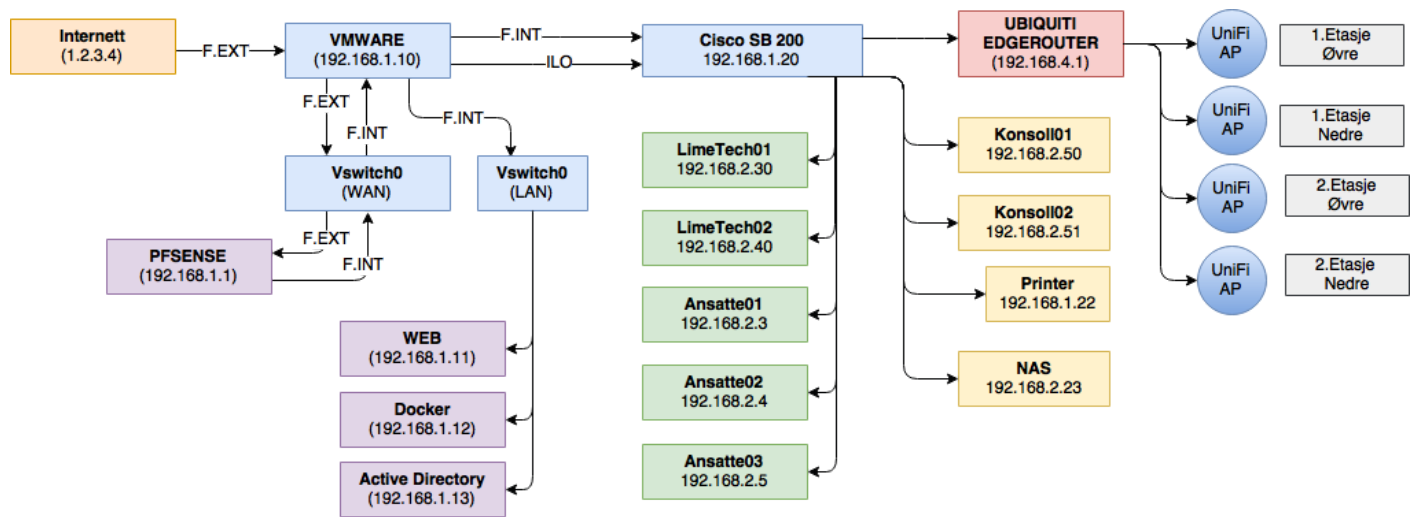 Internett
(1.2.3.4)
F.EXT
VMWARE
(192.168.1.10)
F.INT
ILO
Cisco SB 200
192.168.1.20
UBIQUITI
EDGEROUTER
(192.168.4.1)
UniFi
AP
1.Etasje
Øvre
UniFi
AP
1.Etasje
Nedre
UniFi
AP
2.Etasje
Øvre
UniFi
AP
2.Etasje
Nedre
F.EXT
F.INT
F.INT
Vswitch0
(WAN)
Vswitch0
(LAN)
F.EXT
F.INT
PFSENSE
(192.168.1.1)
WEB
(192.168.1.11)
Docker
(192.168.1.12)
Active Directory
(192.168.1.13)
LimeTech01
192.168.2.30
LimeTech02
192.168.2.40
Ansatte01
192.168.2.3
Ansatte02
192.168.2.4
Ansatte03
192.168.2.5
Konsoll01
192.168.2.50
Konsoll02
192.168.2.51
Printer
192.168.1.22
NAS
192.168.2.23